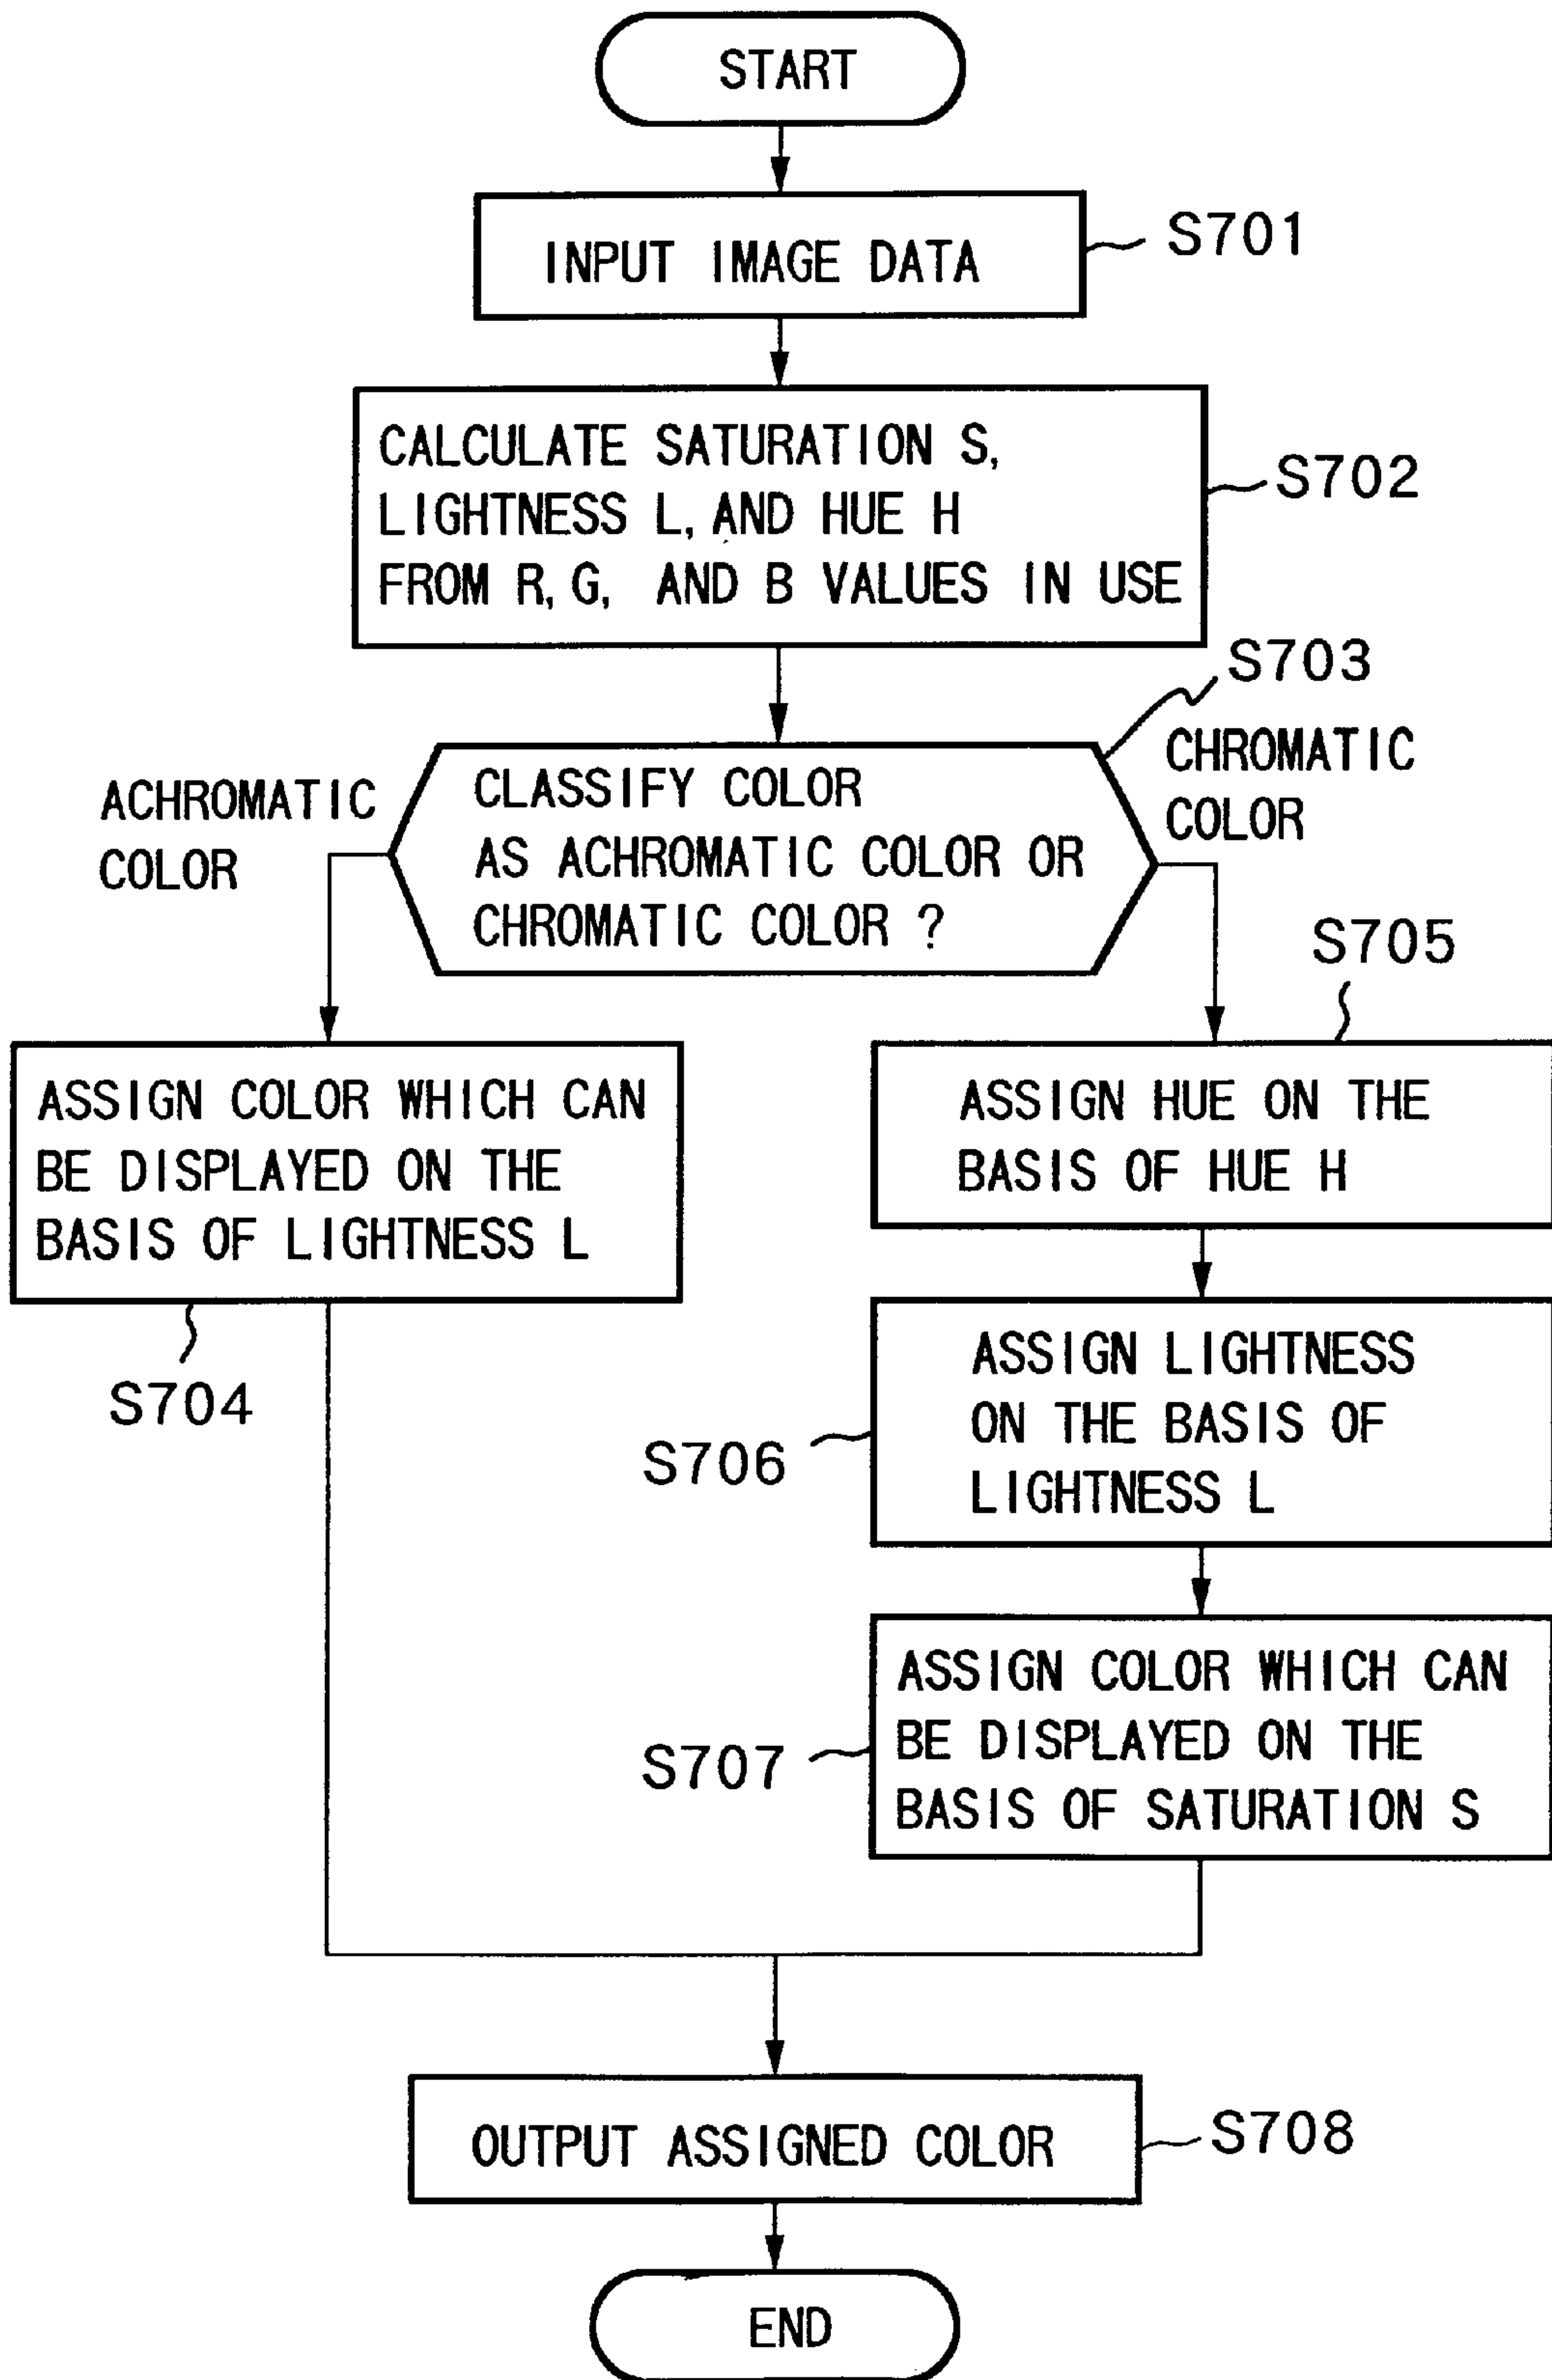 START
INPUT IMAGE DATA
S701
CALCULATE SATURATION S,
LIGHTNESS L, AND HUE H
FROM R, G, AND B VALUES IN USE
S702
S703
ACHROMATIC
COLOR
CLASSIFY COLOR
AS ACHROMATIC COLOR OR
CHROMATIC COLOR ?
CHROMATIC
COLOR
ASSIGN COLOR WHICH CAN
BE DISPLAYED ON THE
BASIS OF LIGHTNESS L
S704
S705
ASSIGN HUE ON THE
BASIS OF HUE H
ASSIGN LIGHTNESS
ON THE BASIS OF
LIGHTNESS L
S706
ASSIGN COLOR WHICH CAN
BE DISPLAYED ON THE
BASIS OF SATURATION S
S707
OUTPUT ASSIGNED COLOR
S708
END